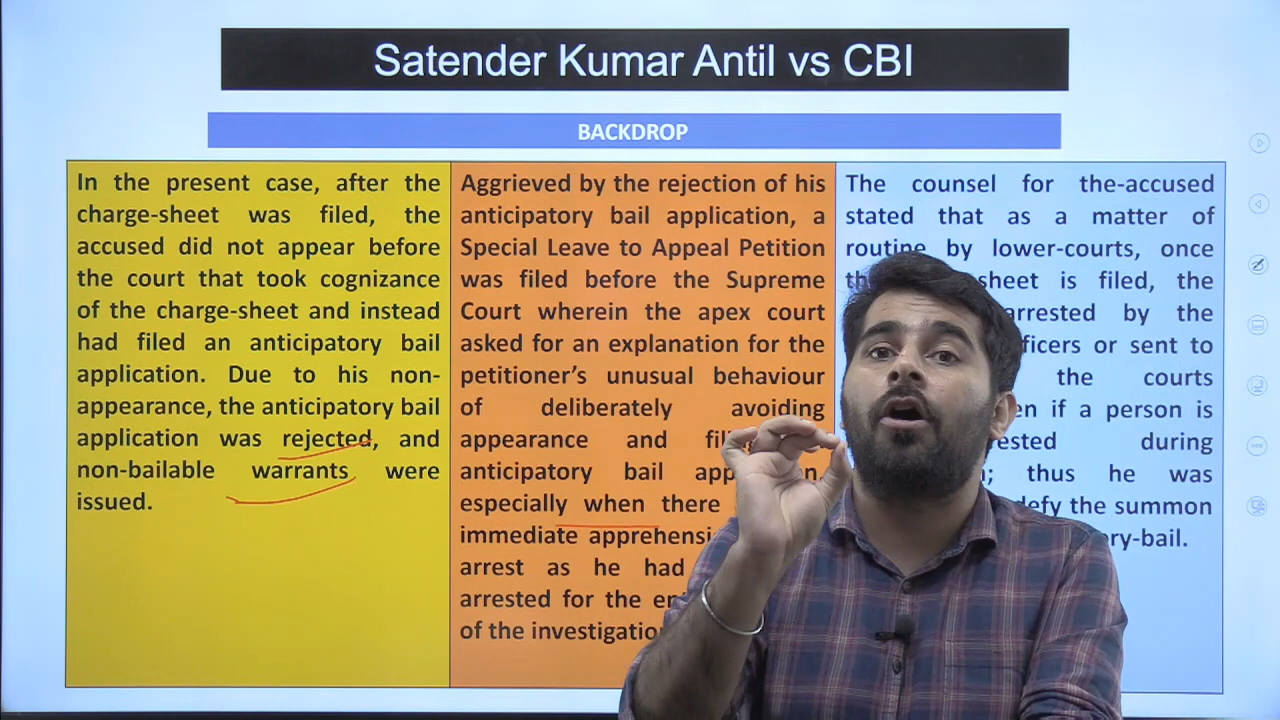 Satender Kumar Antil vs CBI
BACKDROP
In the present case, after the
charge-sheet was filed, the
accused did not appear before
the court that took cognizance
of the charge-sheet and instead
had filed an anticipatory bail
application. Due to his non-
appearance, the anticipatory bail
application was rejected, and
non-bailable warrants were
issued.
Aggrieved by the rejection of his
anticipatory bail application, a
Special Leave to Appeal Petition
was filed before the Supreme
Court wherein the apex court
asked for an explanation for the
petitioner's unusual behaviour
of deliberately avoiding
appearance and
anticipatory bail
especially when there
immediate
arrest as he had
arrested for the
of the
The counsel for the-accused
stated that as a matter of
routine by lower-courts, once
sheet is filed, the
arrested by the
or sent to
the courts
if a person is
during
thus he was
the summon